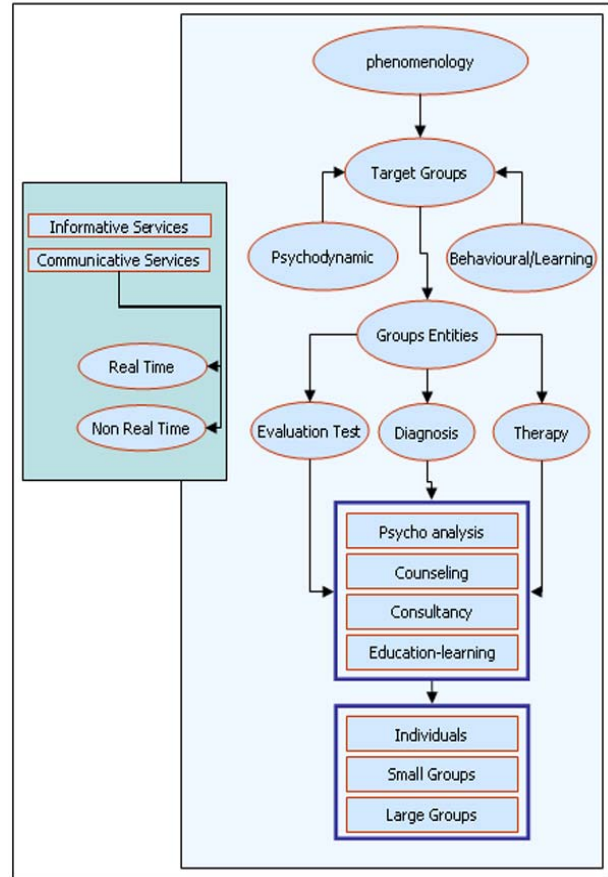 phenomenology
Target Groups
Psychodynamic
Behavioural/Learning
Informative Services
Communicative Services
Real Time
Non Real Time
Groups Entities
Evaluation Test
Diagnosis
Therapy
Psycho analysis
Counseling
Consultancy
Education-learning
Individuals
Small Groups
Large Groups